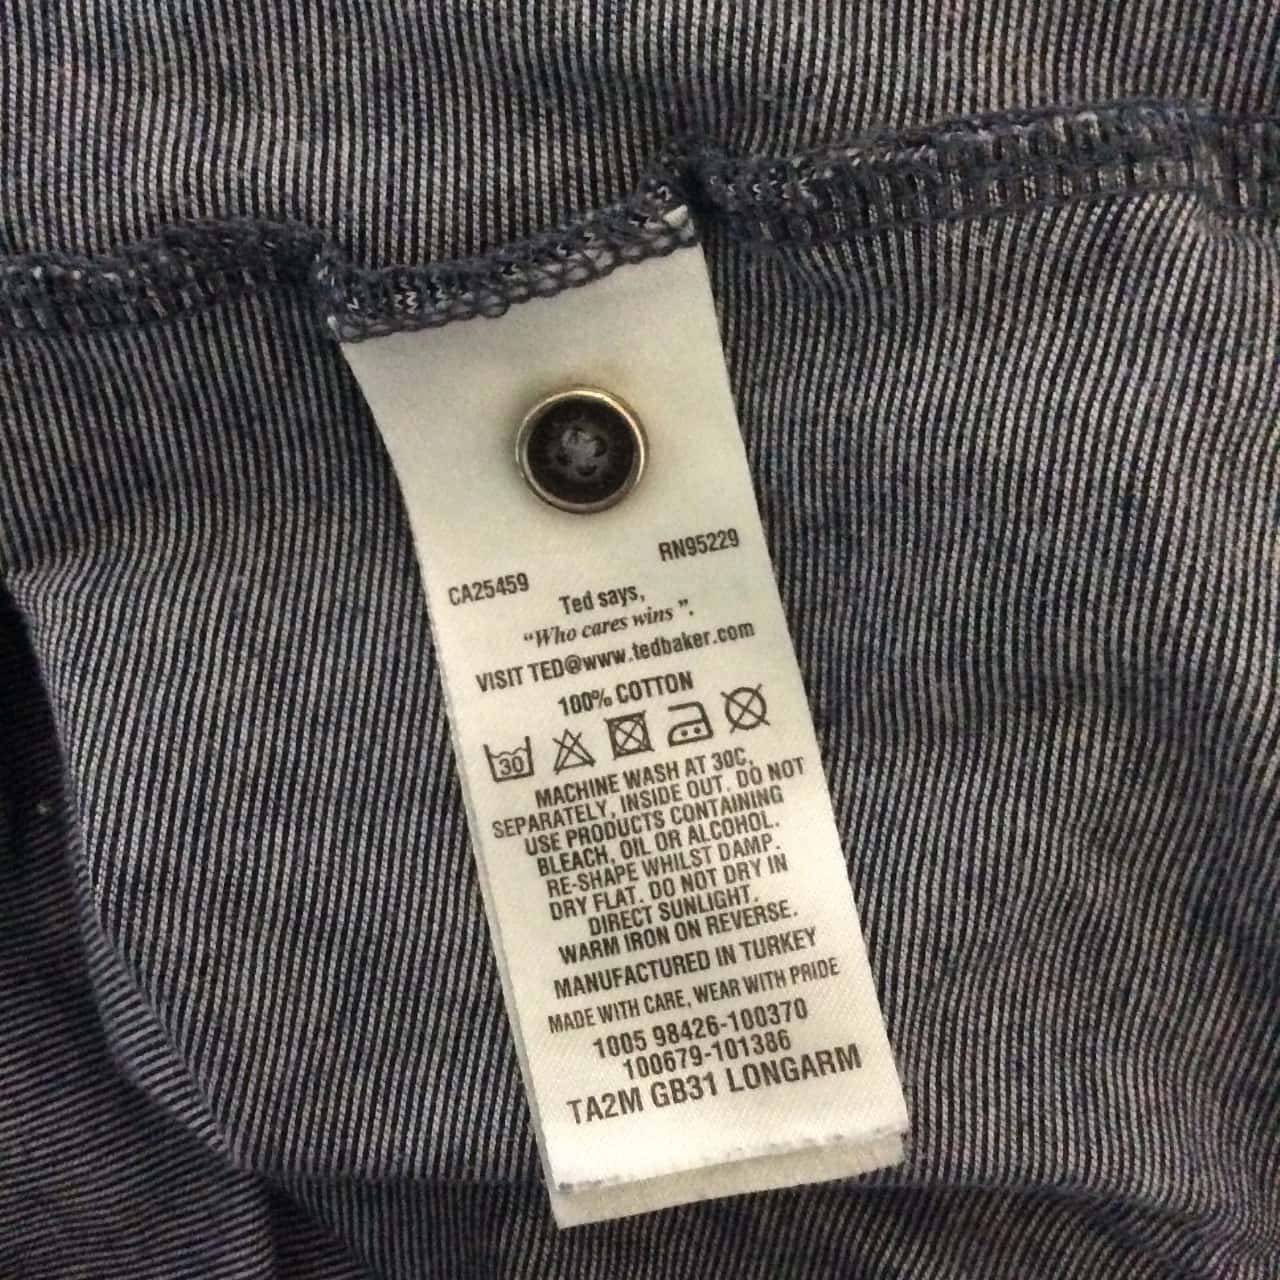 CA25459 RN95229
Ted says,
“Who cares wins”.
VISIT TED@www.tedbaker.com
100% COTTON
30
MACHINE WASH AT 30C,
SEPARATELY, INSIDE OUT. DO NOT
USE PRODUCTS CONTAINING
BLEACH, OIL OR ALCOHOL.
RE-SHAPE WHILST DAMP.
DRY FLAT. DO NOT DRY IN
DIRECT SUNLIGHT.
WARM IRON ON REVERSE.
MANUFACTURED IN TURKEY
MADE WITH CARE, WEAR WITH PRIDE
1005 98426-100370
100679-101386
TA2M GB31 LONGARM